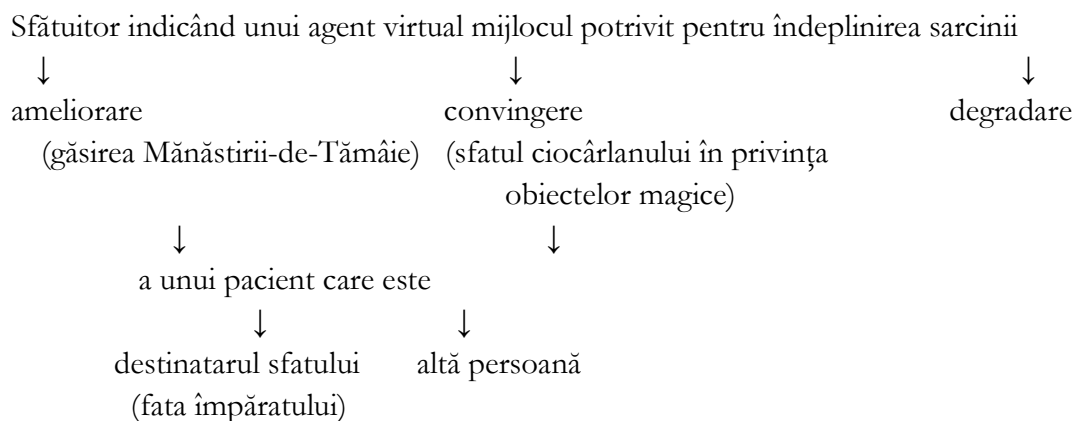 Sfătuitor indicând unui agent virtual mijlocul potrivit pentru îndeplinirea sarcinii
↓ ↓ ↓
ameliorare convingere degradare
(găsirea Mănăstirii-de-Tămâie) (sfatul ciocârlanului în privința
obiectelor magice)
↓ ↓
a unui pacient care este
↓ ↓
destinatarul sfatului altă persoană
(fata împăratului)